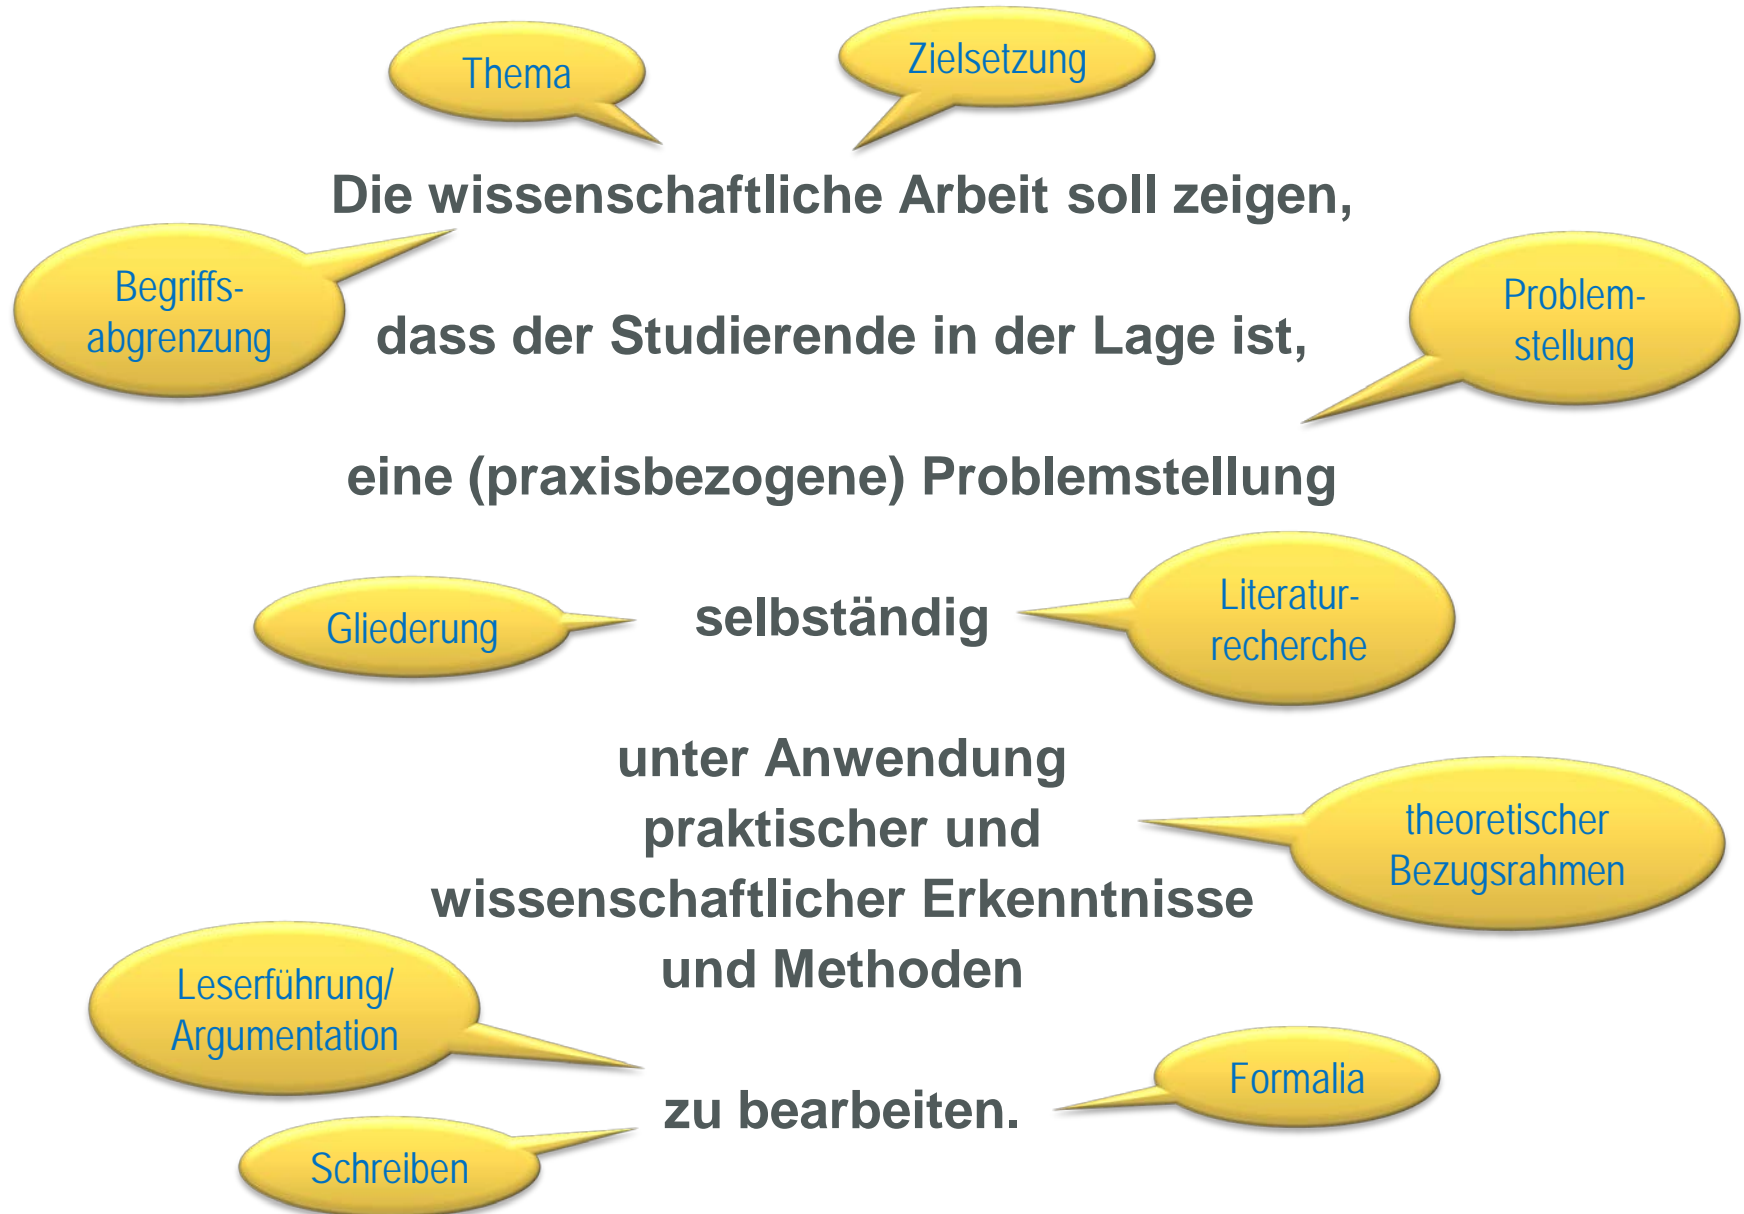 Thema
Zielsetzung
Die wissenschaftliche Arbeit soll zeigen,
Begriffs-
abgrenzung
dass der Studierende in der Lage ist,
Problem-
stellung
eine (praxisbezogene) Problemstellung
Gliederung
selbständig
Literatur-
recherche
unter Anwendung
praktischer und
wissenschaftlicher Erkenntnisse
und Methoden
theoretischer
Bezugsrahmen
Leserführung/
Argumentation
zu bearbeiten.
Formalia
Schreiben